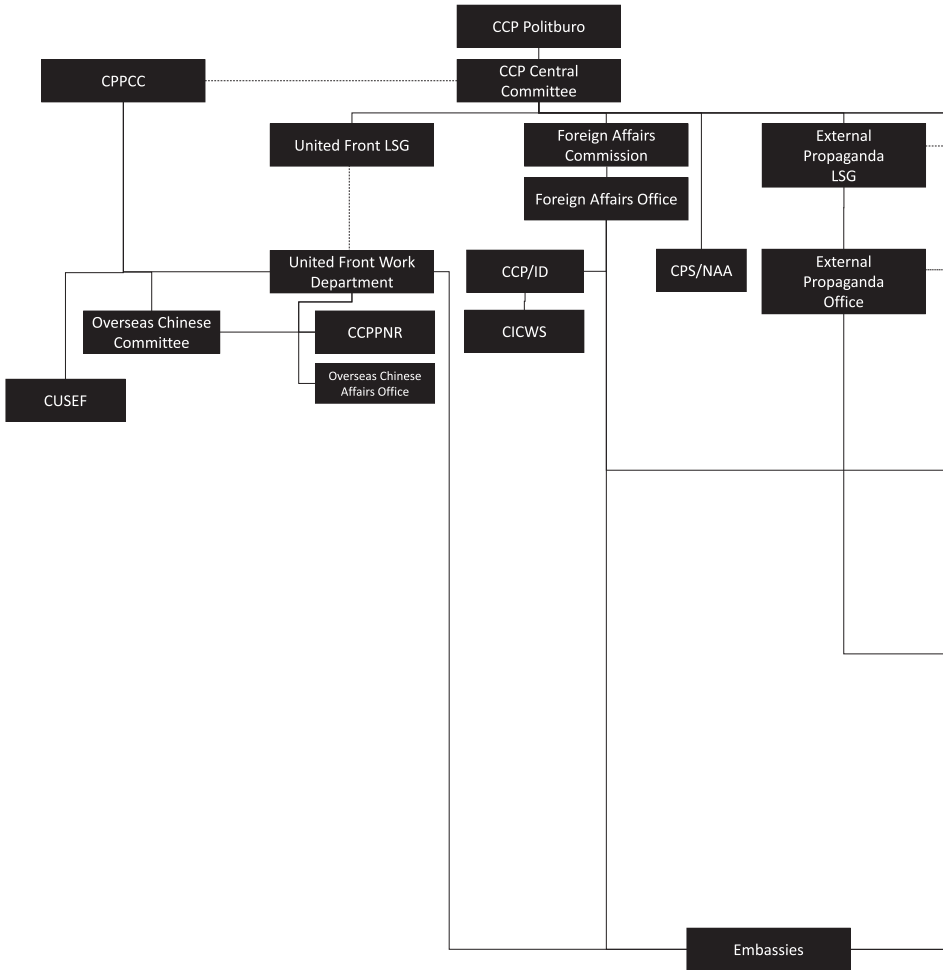 CCP Politburo
CPPCC
CCP Central
Committee
United Front LSG
Foreign Affairs
Commission
External
Propaganda
LSG
Foreign Affairs Office
United Front Work
Department
CCP/ID
CPS/NAA
External
Propaganda
Office
Overseas Chinese
Committee
CCPPNR
CICWS
Overseas Chinese
Affairs Office
CUSEF
Embassies